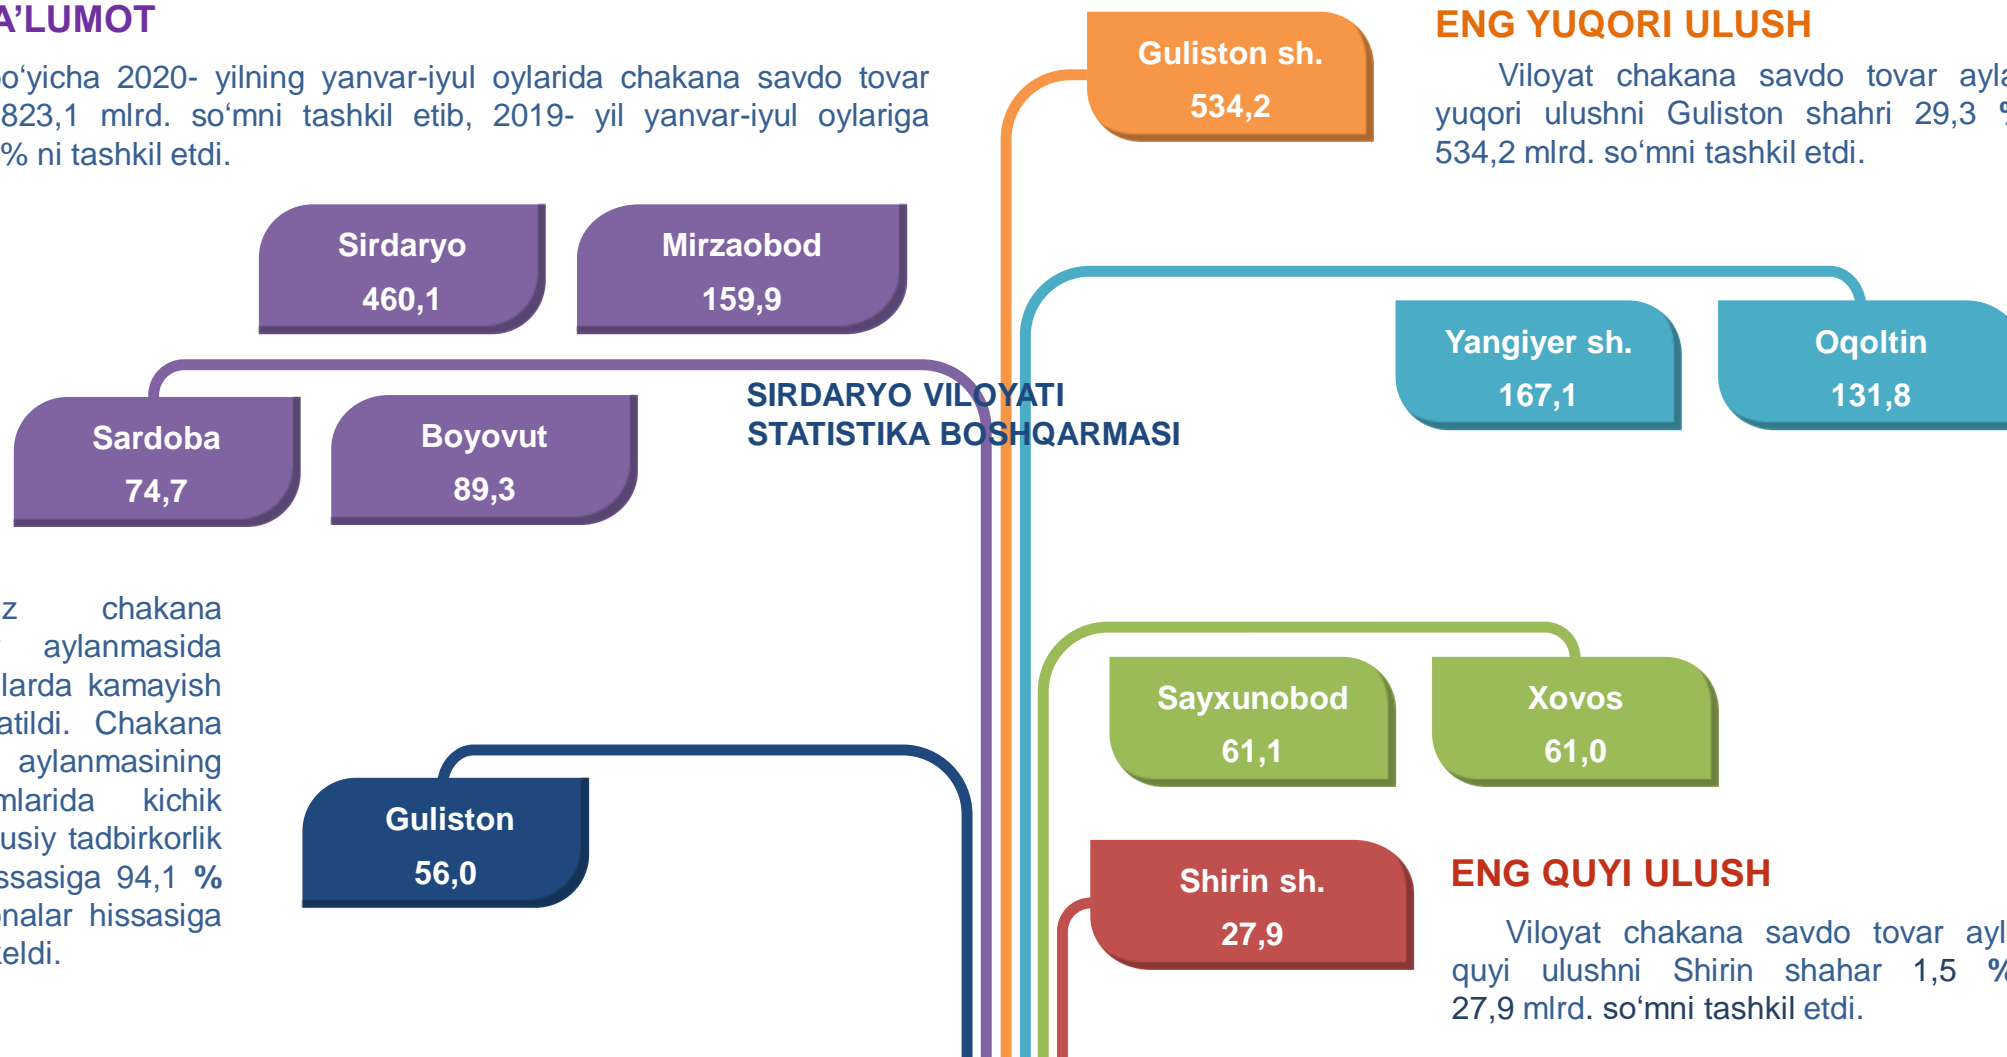 A’LUMOT
bo‘yicha 2020- yilning yanvar-iyul oylarida chakana savdo tovar
823,1 mlrd. so‘mni tashkil etib, 2019- yil yanvar-iyul oylariga
% ni tashkil etdi.
Guliston sh.
534,2
ENG YUQORI ULUSH
Viloyat chakana savdo tovar ayla
yuqori ulushni Guliston shahri 29,3 %
534,2 mlrd. so‘mni tashkil etdi.
Sirdaryo
460,1
Mirzaobod
159,9
Sardoba
74,7
Boyovut
89,3
SIRDARYO VILOYATI
STATISTIKA BOSHQARMASI
Yangiyer sh.
167,1
Oqoltin
131,8
z chakana
aylanmasida
larda kamayish
atildi. Chakana
aylanmasining
mlarida kichik
usiy tadbirkorlik
ssasiga 94,1 %
onalar hissasiga
keldi.
Guliston
56,0
Sayxunobod
61,1
Xovos
61,0
Shirin sh.
27,9
ENG QUYI ULUSH
Viloyat chakana savdo tovar ayl
quyi ulushni Shirin shahar 1,5 %
27,9 mlrd. so‘mni tashkil etdi.